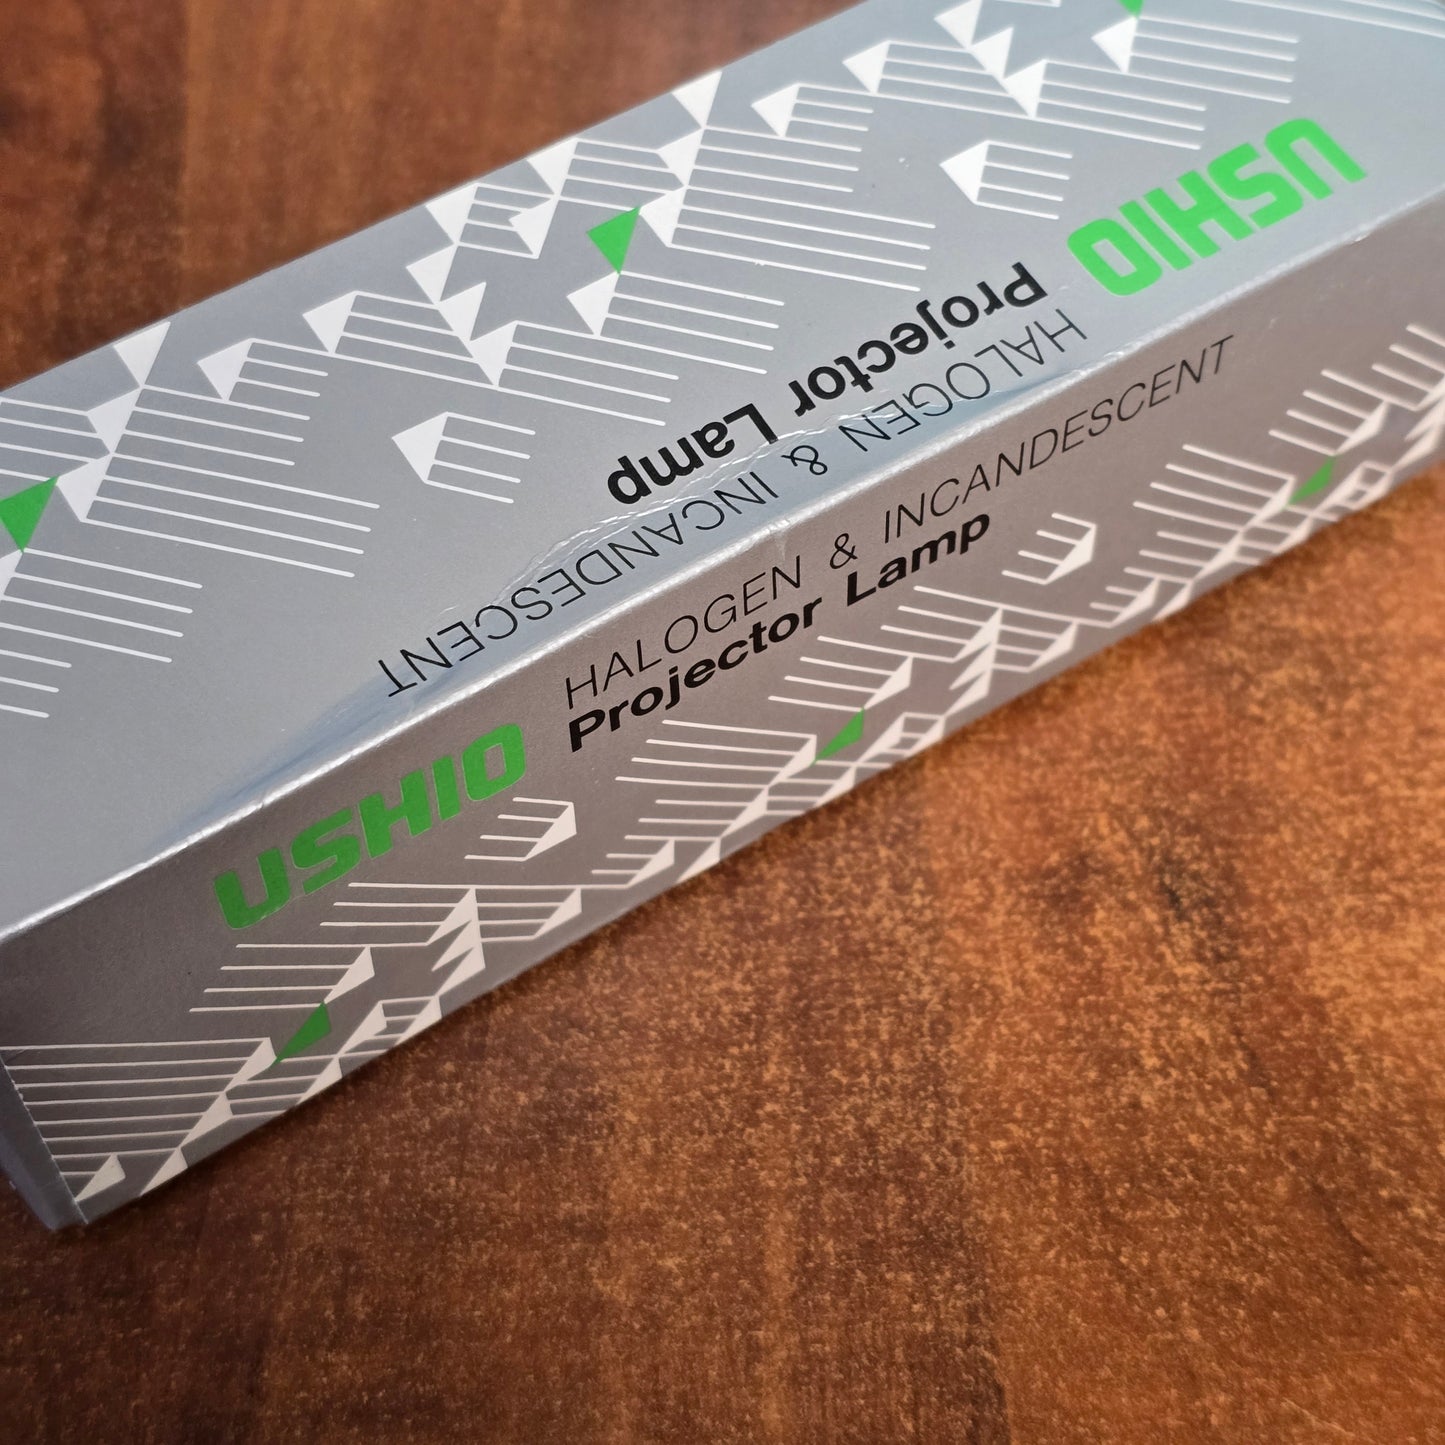 USHIO
HALOGEN & INCANDESCENT
Projector Lamp
USHIO
HALOGEN & INCANDESCENT
Projector Lamp